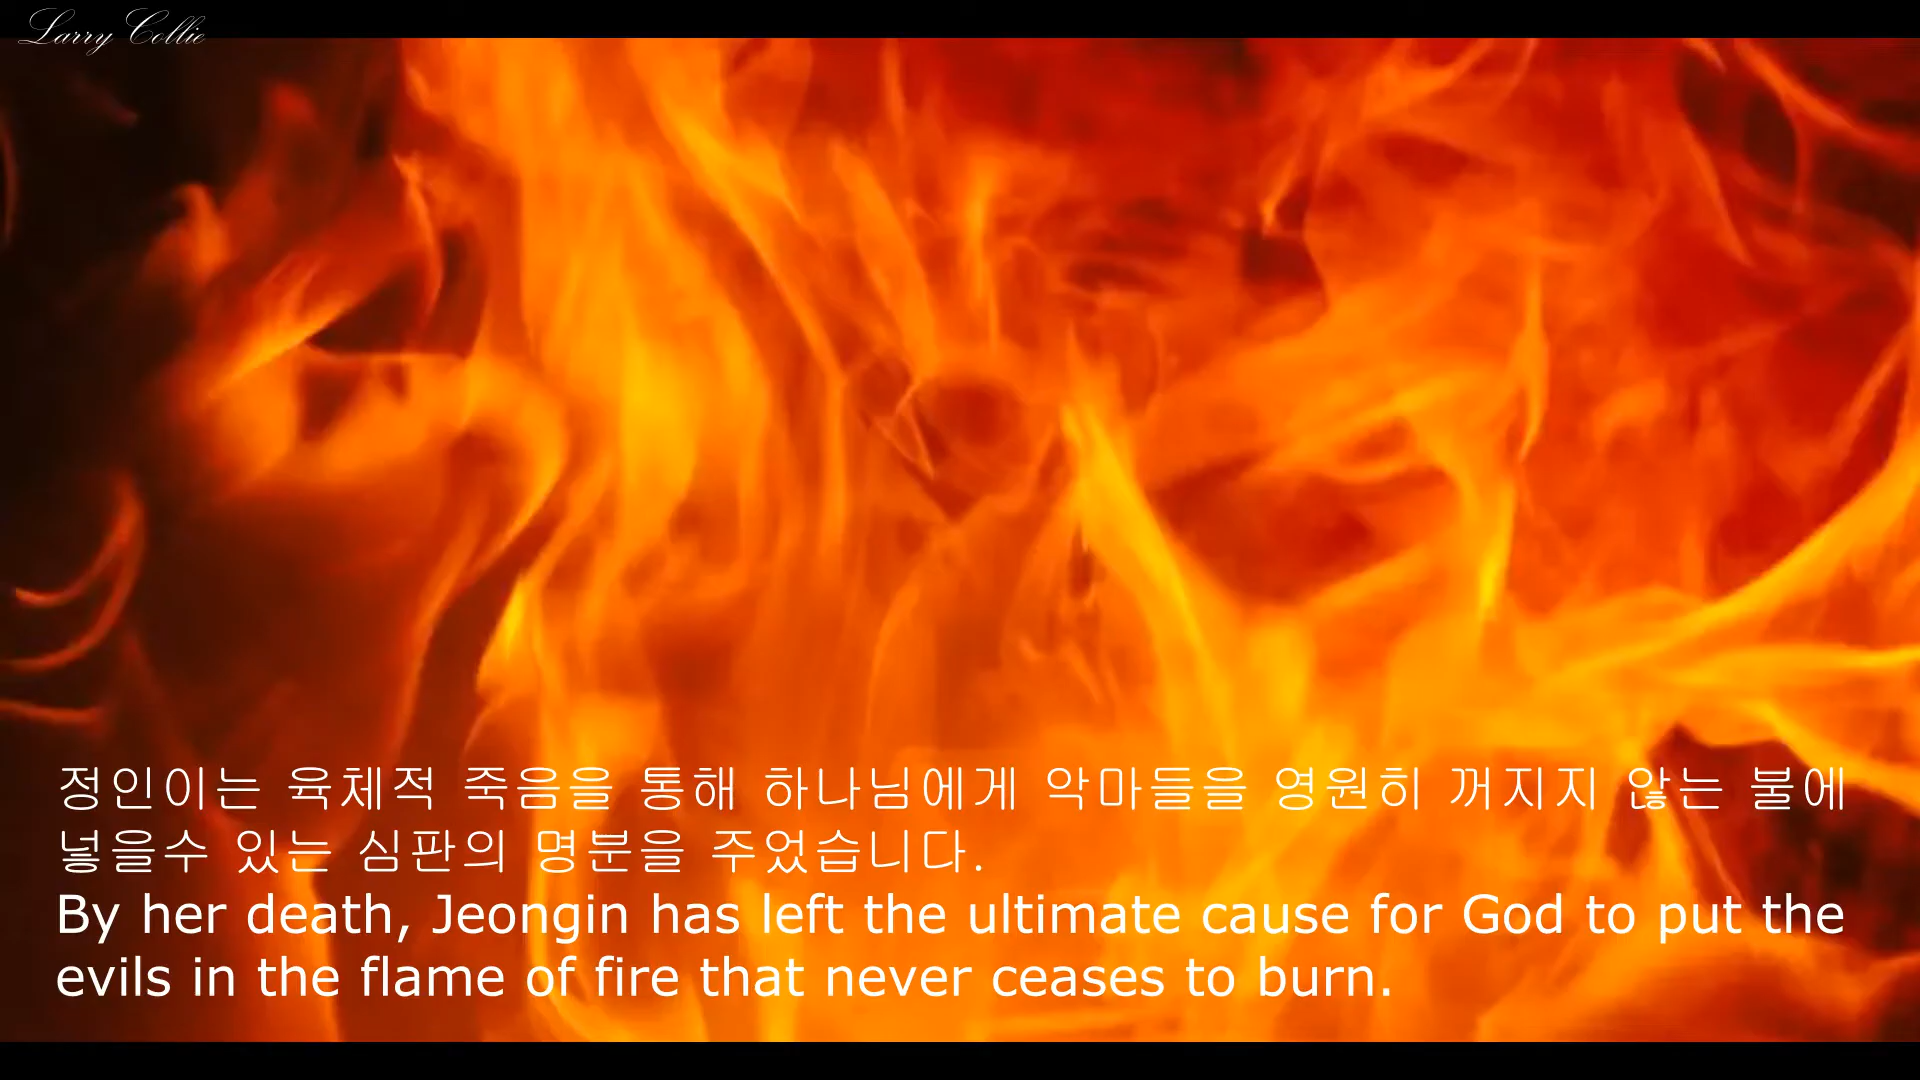 Larry Collie
정인이는 육체적 죽음을 통해 하나님에게 악마들을 영원히 꺼지지 않는 불에
넣을수 있는 심판의 명분을 주었습니다.
By her death, Jeongin has left the ultimate cause for God to put the
evils in the flame of fire that never ceases to burn.